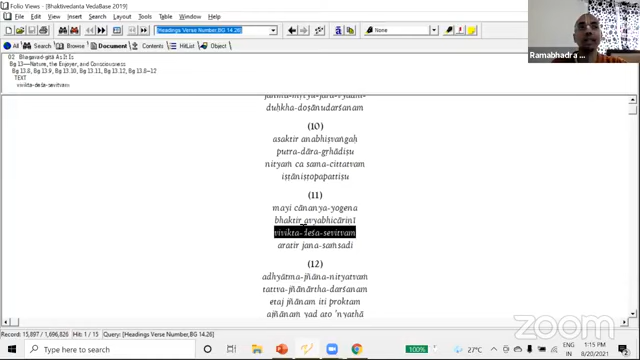 Folio Views - [Bhaktivedanta VedaBase 2019]
File Edit View Insert Search Layout Tools Table Window Help
[Headings Verse Number,BG 14.26]
None
All Search Browse Document Contents Hit List Object
02 Bhagavad-gītā As It Is
Bg 13—Nature, the Enjoyer, and Consciousness
Bg 13.8, Bg 13.9, Bg 13.10, Bg 13.11, Bg 13.12, Bg 13.8–12
TEXT
vivikta-deśa-sevitvam
Ramabhadra
duḥkha-doṣānudarśanam
(10)
asaktir anabhiṣvaṅgaḥ
putra-dāra-gṛhādiṣu
nityaṁ ca sama-cittatvam
iṣṭāniṣṭopapattiṣu
(11)
mayi cānanya-yogena
bhaktir avyabhicāriṇī
vivikta-deśa-sevitvam
aratir jana-saṁsadi
(12)
adhyātma-jñāna-nityatvaṁ
tattva-jñānārtha-darśanam
etaj jñānam iti proktam
ajñānaṁ yad ato 'nyathā
zoom
Record: 15,897 / 1,696,826 Hit: 1 / 15 Query: [Headings Verse Number,BG 14.26]
Type here to search
100%
27°C
ENG
IN
1:15 PM
8/20/2021